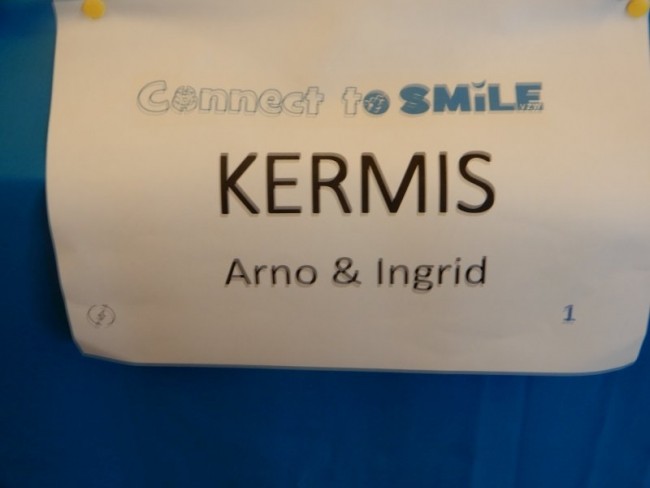 Connect to SMiLE
KERMIS
Arno & Ingrid
1